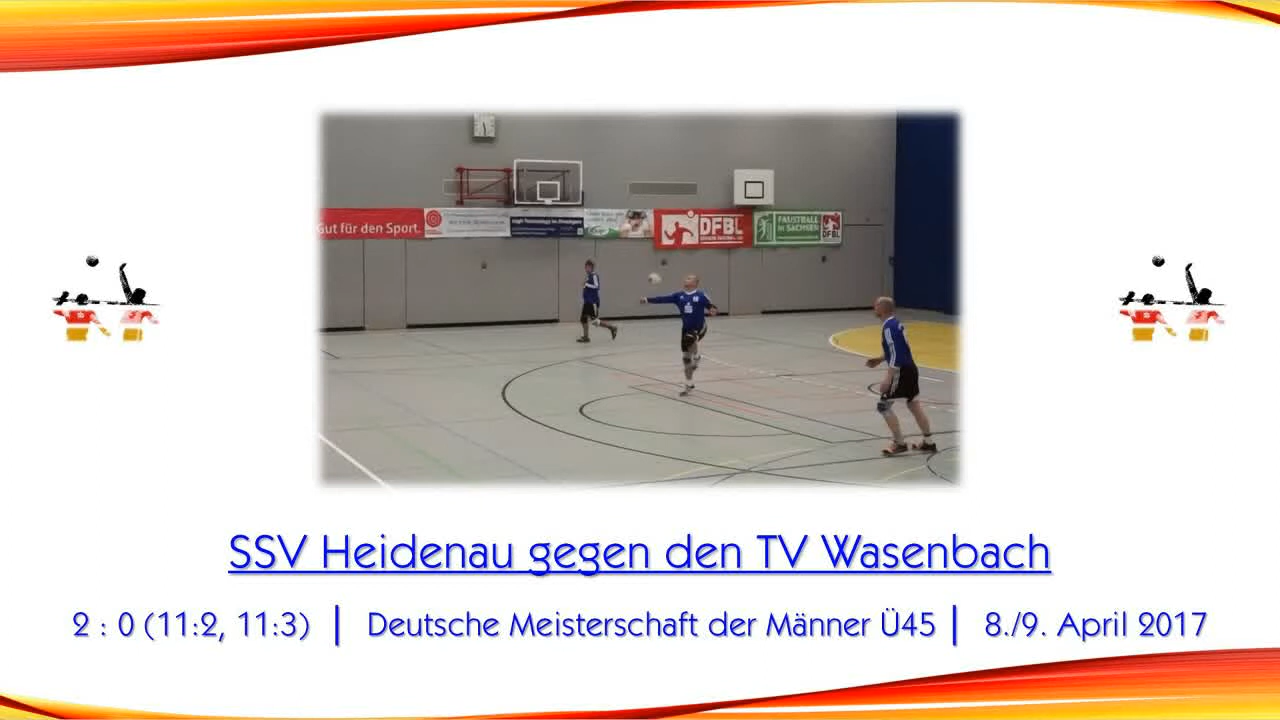 Gut für den Sport.
DFBL
FAUSTBALL
in SACHSEN
DFBL
SSV Heidenau gegen den TV Wasenbach
2 : 0 (11:2, 11:3) | Deutsche Meisterschaft der Männer Ü45 | 8./9. April 2017